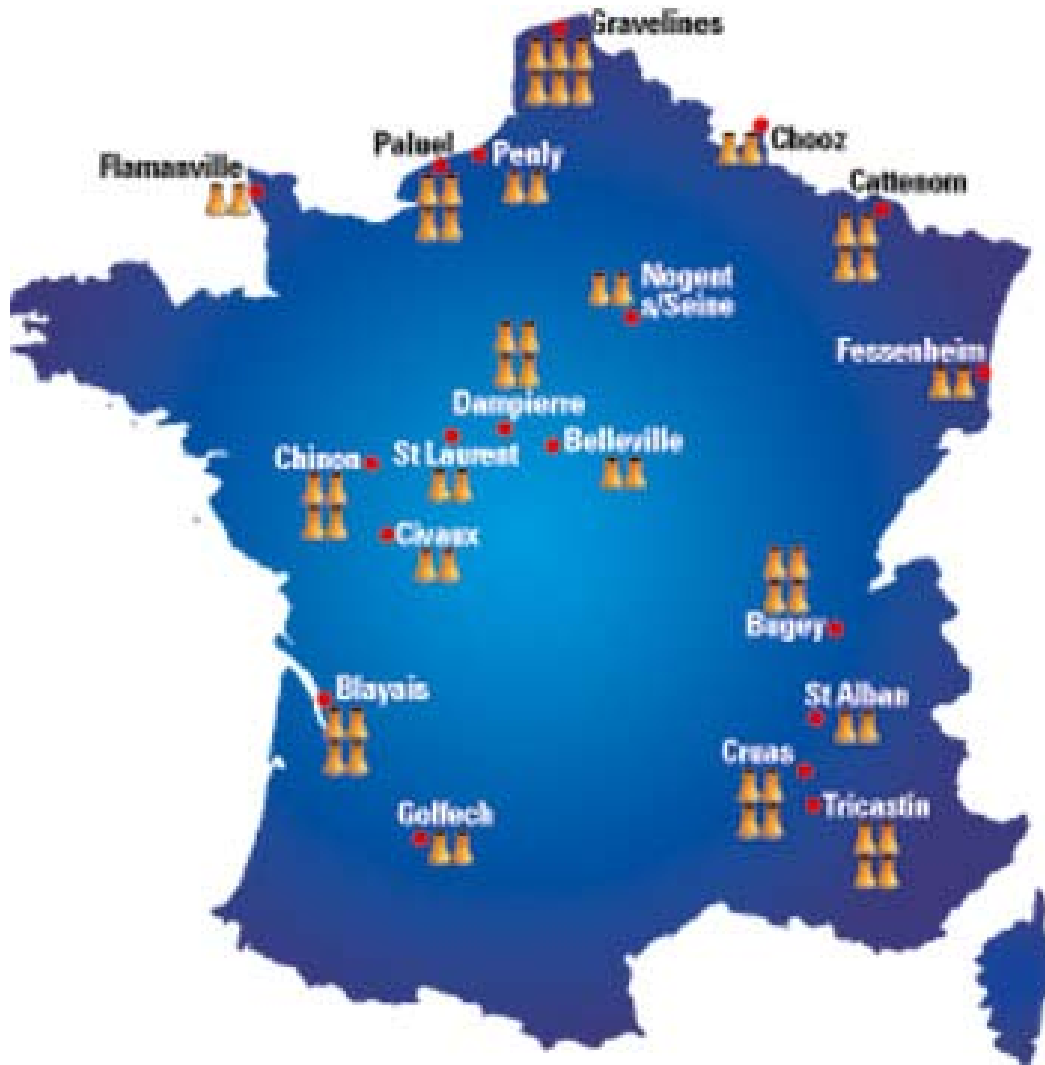 Gravelines
Chooz
Paluel
Penly
Flamanville
Cattenom
Nogent
s/Seine
Fessenheim
Dampierre
Belleville
St Laurent
Chinon
Civaux
Bugey
Blayais
St Alban
Cruas
Tricastin
Golfech